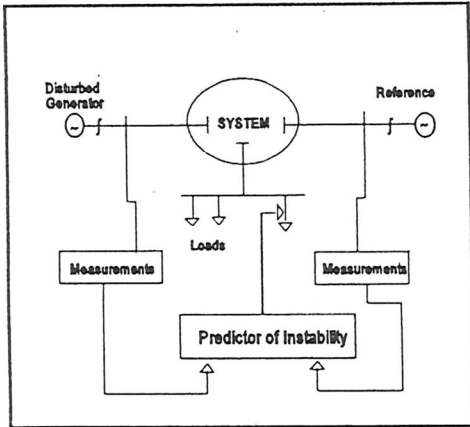 Disturbed
Generator
Reference
SYSTEM
~
~
Loads
Measurements
Measurements
Predictor of Instability